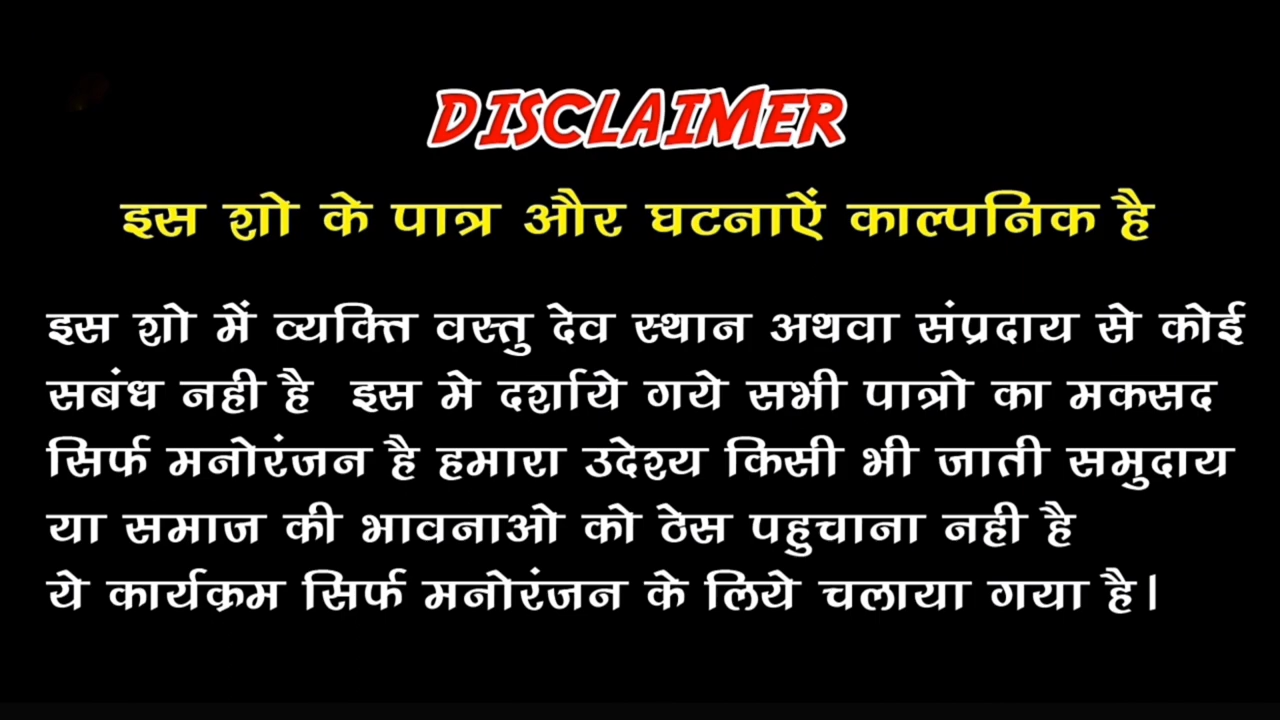 DISCLAIMER
इस शो के पात्र और घटनाऐं काल्पनिक है
इस शो में व्यक्ति वस्तु देव स्थान अथवा संप्रदाय से कोई
सबंध नही है इस मे दर्शाये गये सभी पात्रो का मकसद
सिर्फ मनोरंजन है हमारा उदेश्य किसी भी जाती समुदाय
या समाज की भावनाओ को ठेस पहुचाना नही है
ये कार्यक्रम सिर्फ मनोरंजन के लिये चलाया गया है।